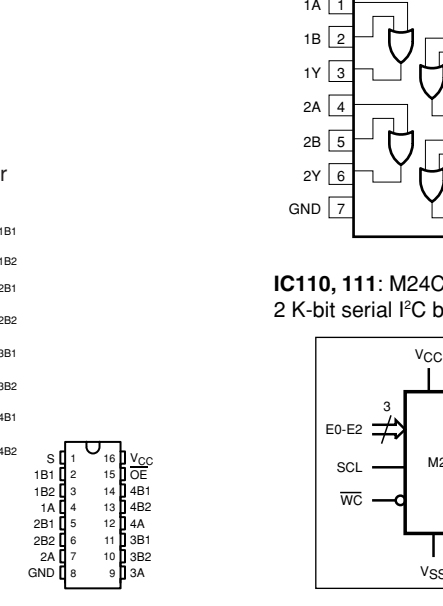 1A 1
1B 2
1Y 3
2A 4
2B 5
2Y 6
GND 7
r
1B1
1B2
2B1
2B2
3B1
3B2
4B1
4B2
S 1 16 VCC
1B1 2 15 OE
1B2 3 14 4B1
1A 4 13 4B2
2B1 5 12 4A
2B2 6 11 3B1
2A 7 10 3B2
GND 8 9 3A
IC110, 111: M24C
2 K-bit serial I²C b
VCC
3
E0-E2
SCL
WC
M2
VSS